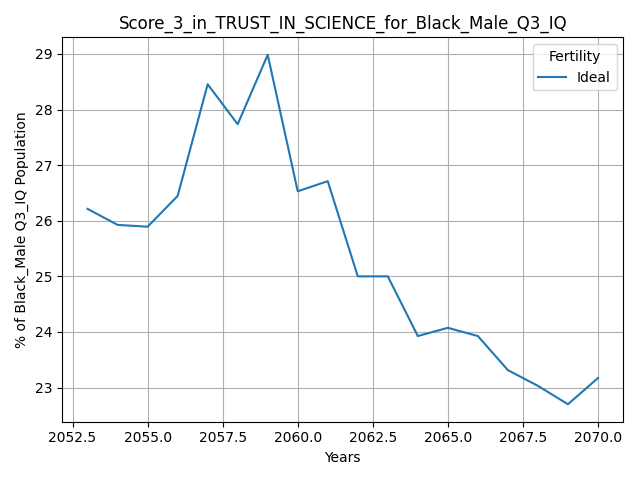 Score_3_in_TRUST_IN_SCIENCE_for_Black_Male_Q3_IQ
Fertility
Ideal
% of Black_Male Q3_IQ Population
29
28
27
26
25
24
23
2052.5 2055.0 2057.5 2060.0 2062.5 2065.0 2067.5 2070.0
Years